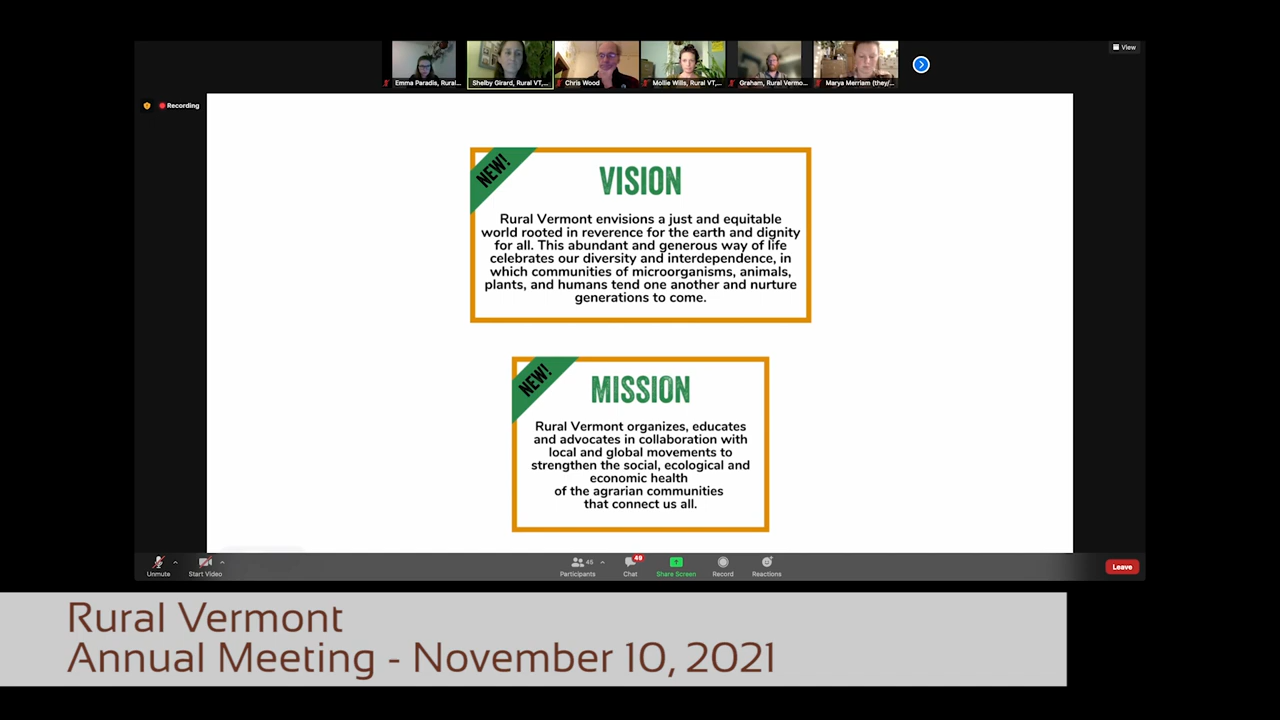 View
Emma Paradis, Rural...
Shelby Girard, Rural VT,...
Chris Wood
Mollie Wills, Rural VT,...
Graham, Rural Vermo...
Marya Merriam (they/...
Recording
NEW!
VISION
Rural Vermont envisions a just and equitable
world rooted in reverence for the earth and dignity
for all. This abundant and generous way of life
celebrates our diversity and interdependence, in
which communities of microorganisms, animals,
plants, and humans tend one another and nurture
generations to come.
NEW!
MISSION
Rural Vermont organizes, educates
and advocates in collaboration with
local and global movements to
strengthen the social, ecological and
economic health
of the agrarian communities
that connect us all.
Unmute
Start Video
Participants
45
Chat
49
Share Screen
Record
Reactions
Leave
Rural Vermont
Annual Meeting - November 10, 2021